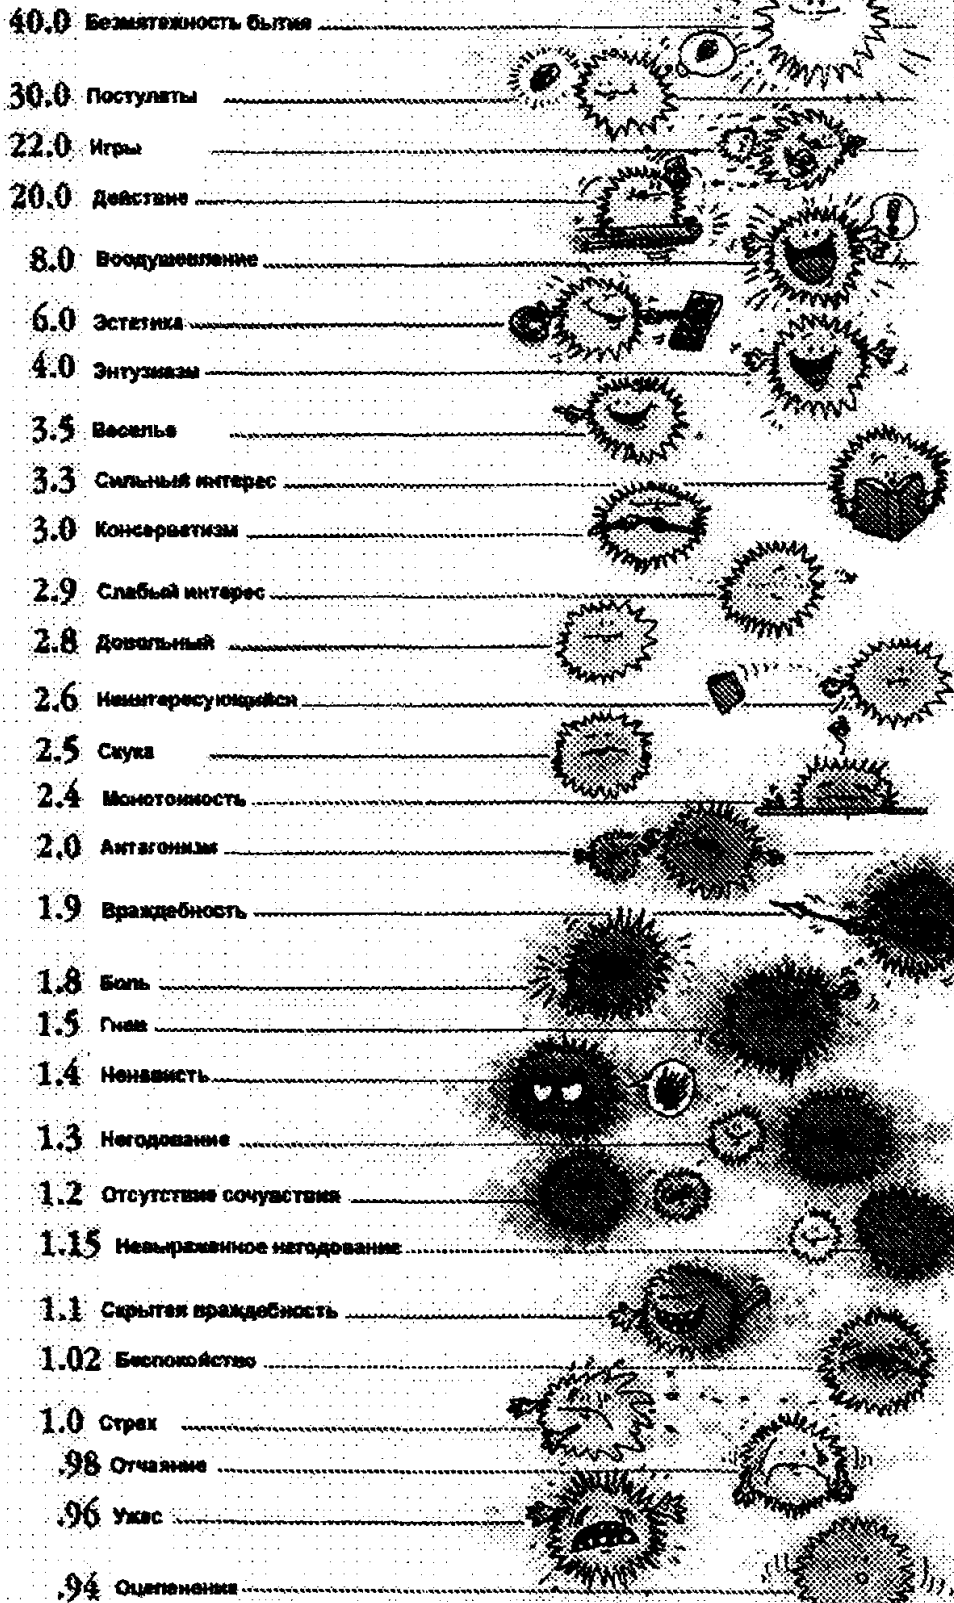 40.0 Безмятежность бытия
30.0 Постулаты
22.0 Игры
20.0 Действие
8.0 Воодушевление
6.0 Эстетика
4.0 Энтузиазм
3.5 Веселье
3.3 Сильный интерес
3.0 Консерватизм
2.9 Слабый интерес
2.8 Довольный
2.6 Неинтересующийся
2.5 Скука
2.4 Монотонность
2.0 Антагонизм
1.9 Враждебность
1.8 Боль
1.5 Гнев
1.4 Ненависть
1.3 Негодование
1.2 Отсутствие сочувствия
1.15 Невыраженное негодование
1.1 Скрытая враждебность
1.02 Беспокойство
1.0 Страх
.98 Отчаяние
.96 Ужас
.94 Оцепенение